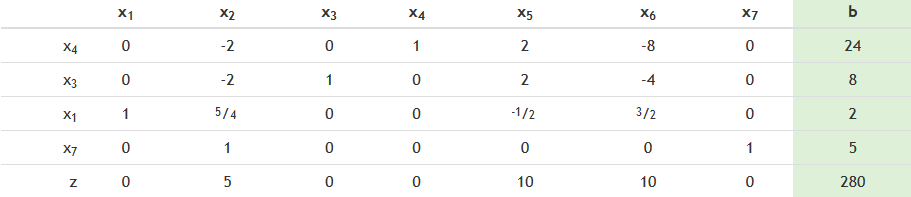 x₁ x₂ x₃ x₄ x₅ x₆ x₇ b
x₄ 0 -2 0 1 2 -8 0 24
x₃ 0 -2 1 0 2 -4 0 8
x₁ 1 5/4 0 0 -1/2 3/2 0 2
x₇ 0 1 0 0 0 0 1 5
z 0 5 0 0 10 10 0 280